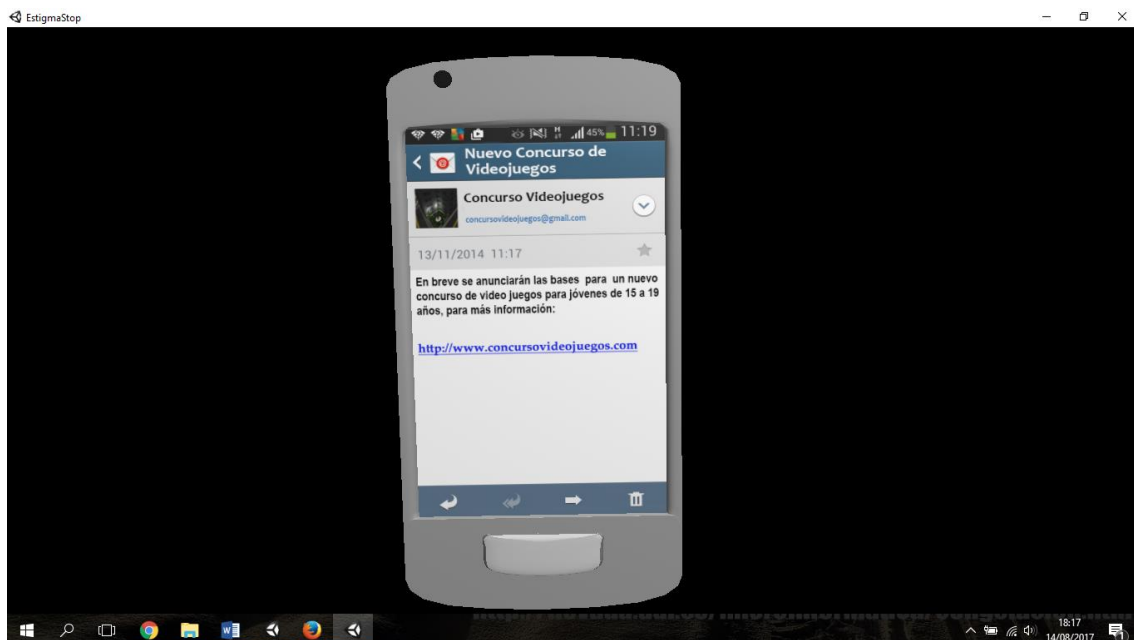 EstigmaStop
45% 11:19
Nuevo Concurso de
Videojuegos
Concurso Videojuegos
concursovideojuegos@gmail.com
13/11/2014 11:17
En breve se anunciarán las bases para un nuevo
concurso de video juegos para jóvenes de 15 a 19
años, para más información:
http://www.concursovideojuegos.com
18:17
14/08/2017